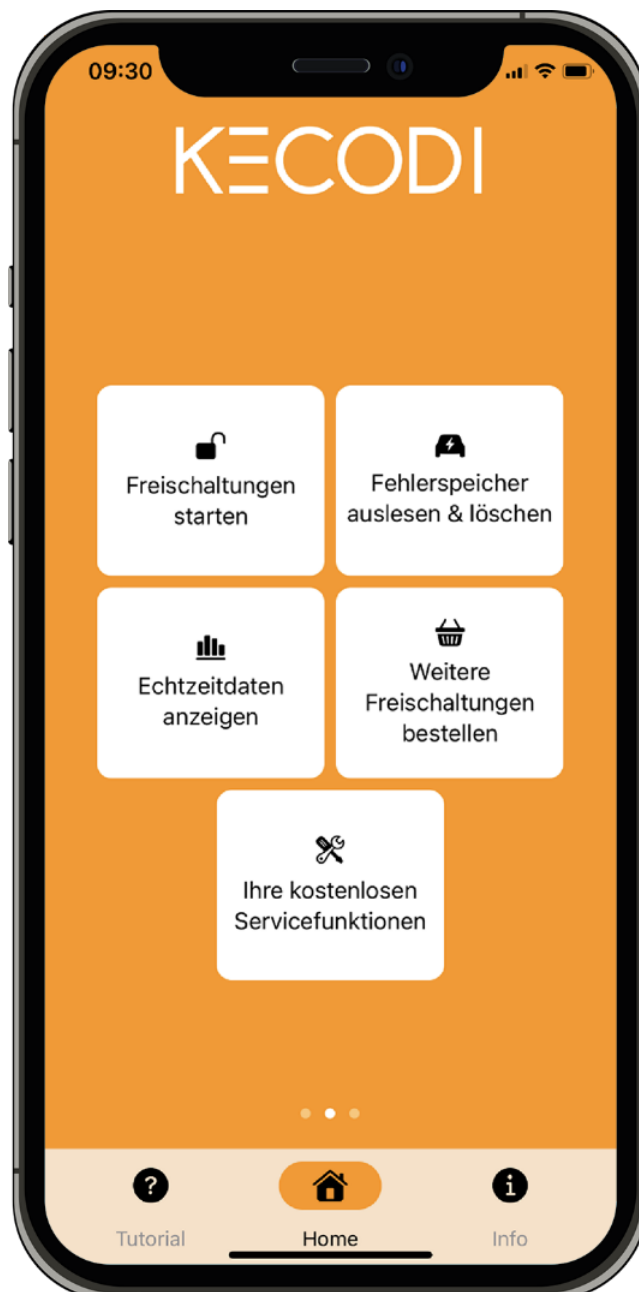 09:30
KECODI
Freischaltungen
starten
Fehlerspeicher
auslesen & löschen
Echtzeitdaten
anzeigen
Weitere
Freischaltungen
bestellen
Ihre kostenlosen
Servicefunktionen
Tutorial
Home
Info